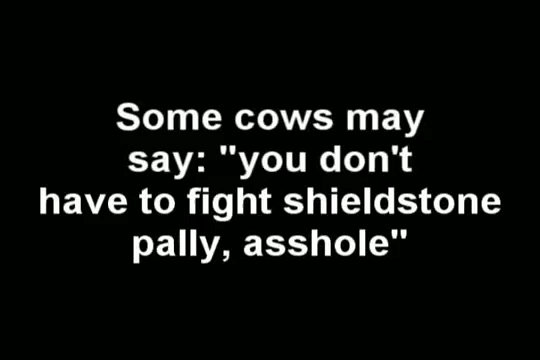 Some cows may
say: "you don't
have to fight shieldstone
pally, asshole"